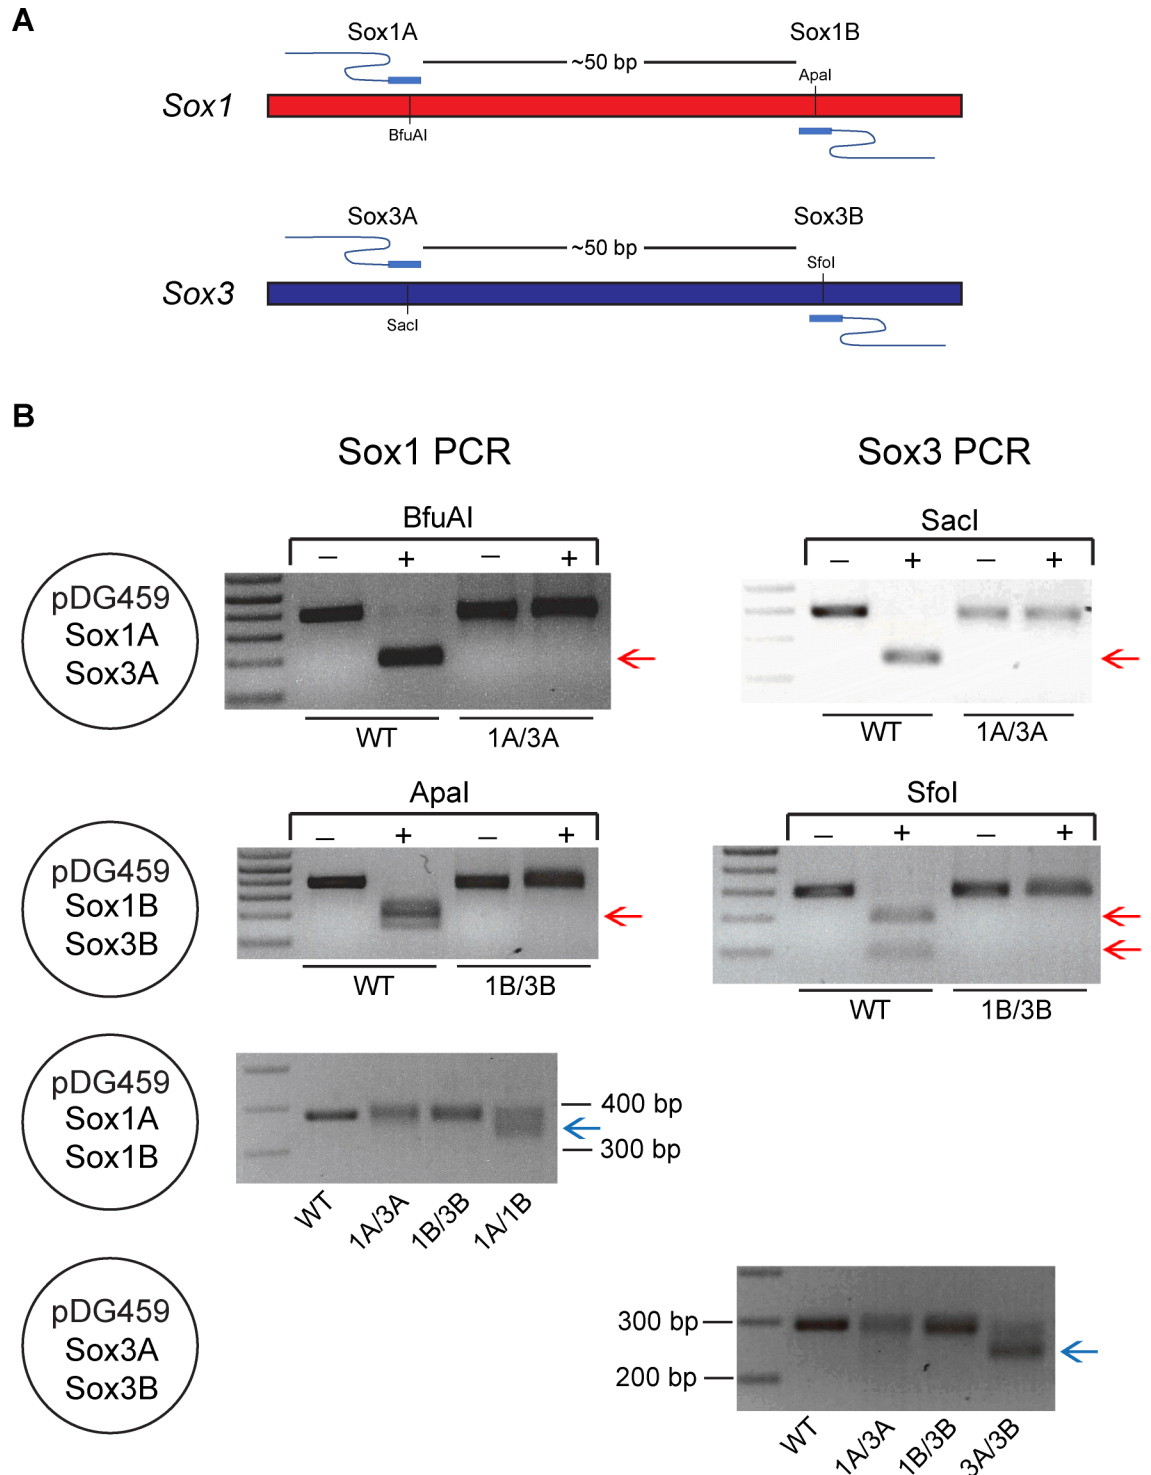 A
Sox1A
Sox1B
~50 bp
ApaI
Sox1
BfuAI
Sox3A
Sox3B
~50 bp
SfoI
Sox3
SacI
B
Sox1 PCR
Sox3 PCR
BfuAI
SacI
– + – +
– + – +
pDG459
Sox1A
Sox3A
WT 1A/3A
WT 1A/3A
ApaI
SfoI
– + – +
– + – +
pDG459
Sox1B
Sox3B
WT 1B/3B
WT 1B/3B
pDG459
Sox1A
Sox1B
400 bp
300 bp
WT 1A/3A 1B/3B 1A/1B
pDG459
Sox3A
Sox3B
300 bp
200 bp
WT 1A/3A 1B/3B 3A/3B